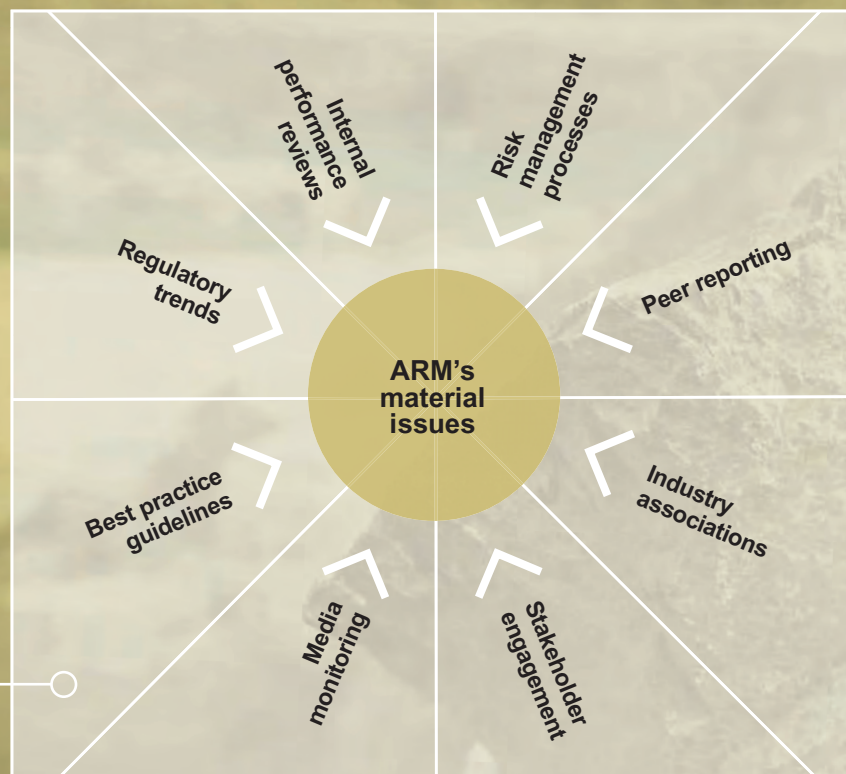 Internal
performance
reviews
Risk
management
processes
Regulatory
trends
Peer reporting
ARM's
material
issues
Best practice
guidelines
Industry
associations
Media
monitoring
Stakeholder
engagement